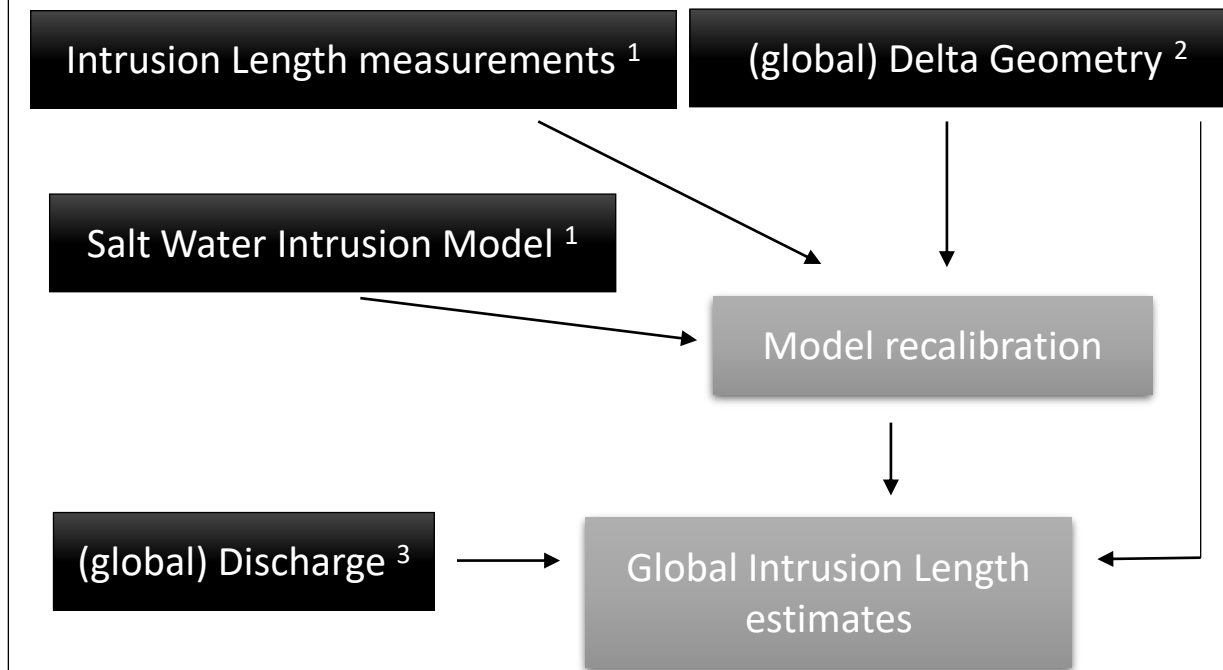 Intrusion Length measurements ¹
(global) Delta Geometry ²
Salt Water Intrusion Model ¹
Model recalibration
(global) Discharge ³
Global Intrusion Length
estimates